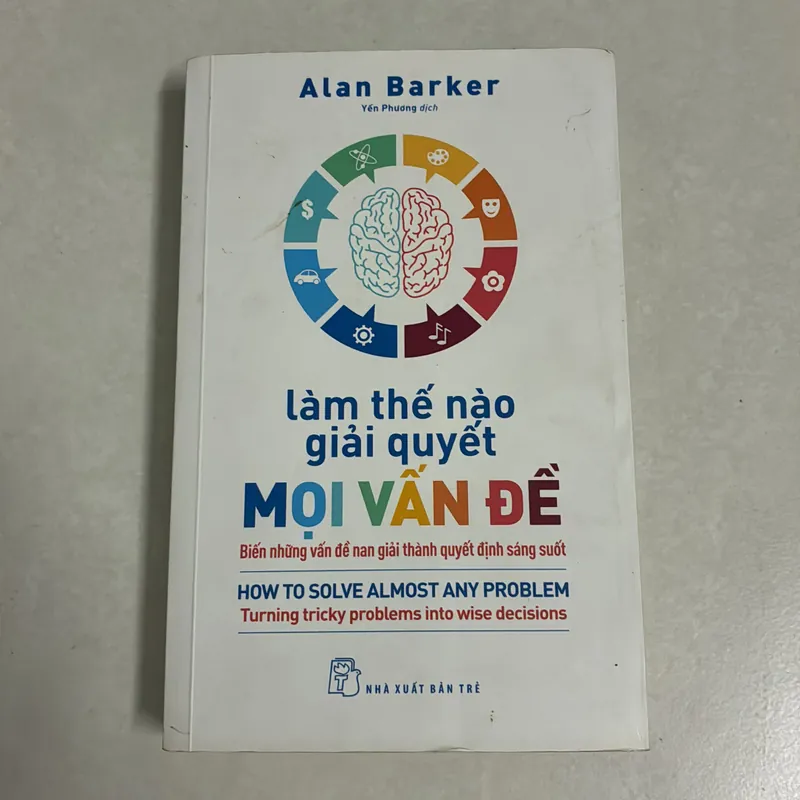 Alan Barker
Yến Phương dịch
$
làm thế nào
giải quyết
MỌI VẤN ĐỀ
Biến những vấn đề nan giải thành quyết định sáng suốt
HOW TO SOLVE ALMOST ANY PROBLEM
Turning tricky problems into wise decisions
T
NHÀ XUẤT BẢN TRẺ